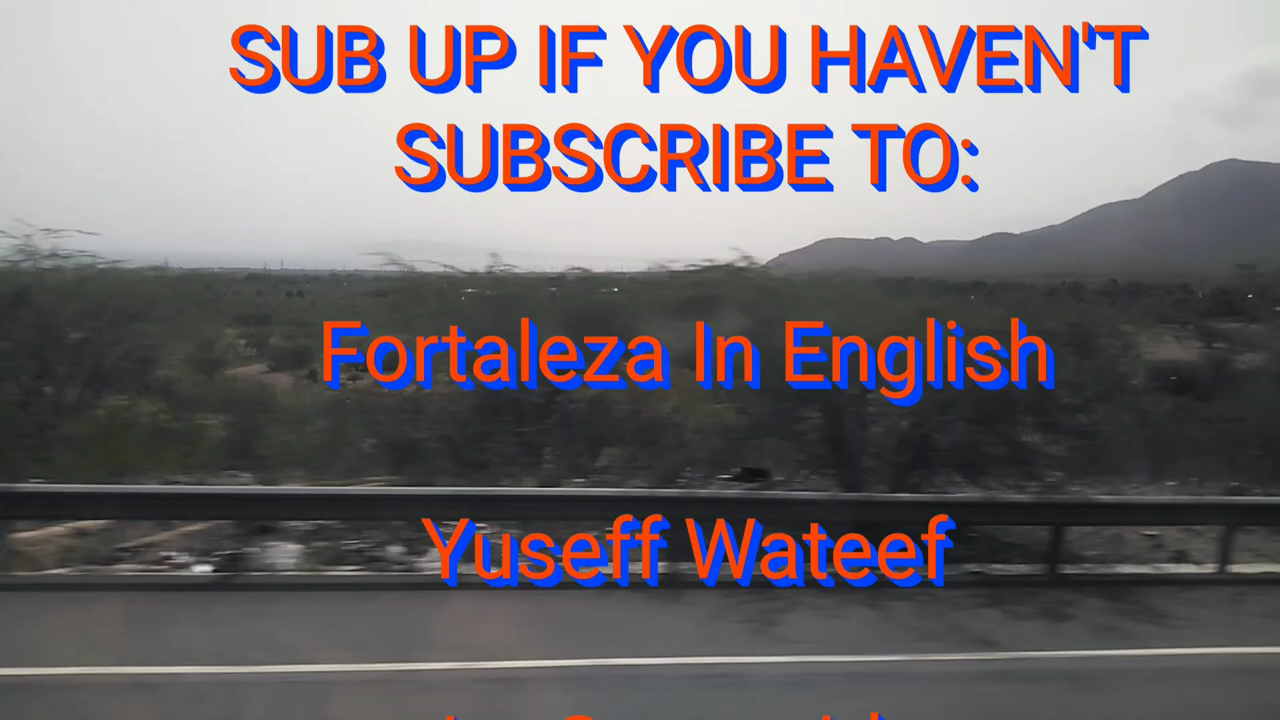 SUB UP IF YOU HAVEN'T
SUBSCRIBE TO:
Fortaleza In English
Yuseff Wateef